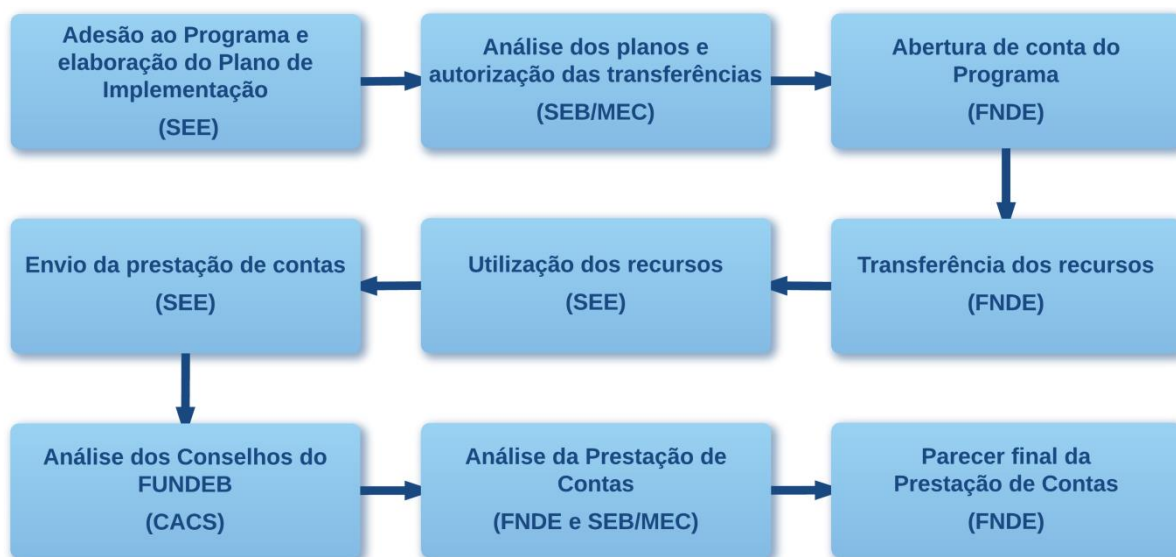 Adesão ao Programa e
elaboração do Plano de
Implementação
(SEE)
Análise dos planos e
autorização das transferências
(SEB/MEC)
Abertura de conta do
Programa
(FNDE)
Transferência dos recursos
(FNDE)
Utilização dos recursos
(SEE)
Envio da prestação de contas
(SEE)
Análise dos Conselhos do
FUNDEB
(CACS)
Análise da Prestação de
Contas
(FNDE e SEB/MEC)
Parecer final da
Prestação de Contas
(FNDE)